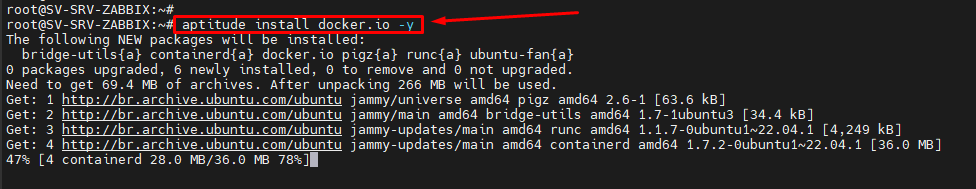 root@SV-SRV-ZABBIX:~#
root@SV-SRV-ZABBIX:~# aptitude install docker.io -y
The following NEW packages will be installed:
  bridge-utils{a} containerd{a} docker.io pigz{a} runc{a} ubuntu-fan{a}
0 packages upgraded, 6 newly installed, 0 to remove and 0 not upgraded.
Need to get 69.4 MB of archives. After unpacking 266 MB will be used.
Get: 1 http://br.archive.ubuntu.com/ubuntu jammy/universe amd64 pigz amd64 2.6-1 [63.6 kB]
Get: 2 http://br.archive.ubuntu.com/ubuntu jammy/main amd64 bridge-utils amd64 1.7-1ubuntu3 [34.4 kB]
Get: 3 http://br.archive.ubuntu.com/ubuntu jammy-updates/main amd64 runc amd64 1.1.7-0ubuntu1~22.04.1 [4,249 kB]
Get: 4 http://br.archive.ubuntu.com/ubuntu jammy-updates/main amd64 containerd amd64 1.7.2-0ubuntu1~22.04.1 [36.0 MB]
47% [4 containerd 28.0 MB/36.0 MB 78%]